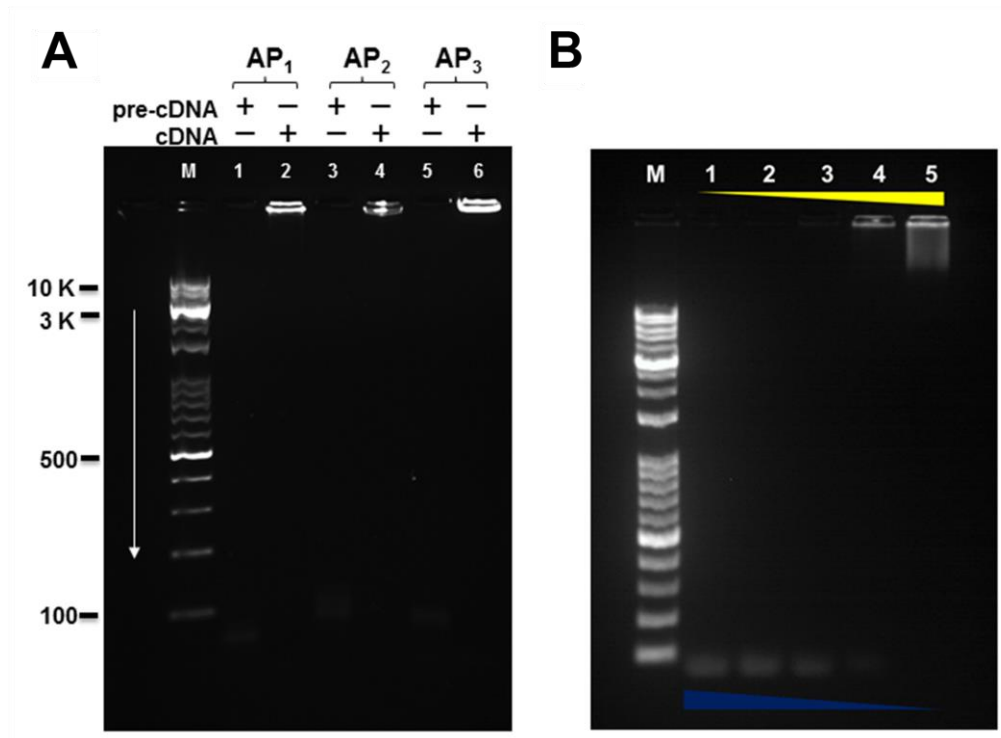 A
B
AP1 AP2 AP3
pre-cDNA + − + − + −
cDNA − + − + − +
M 1 2 3 4 5 6
10 K
3 K
500
100
M 1 2 3 4 5